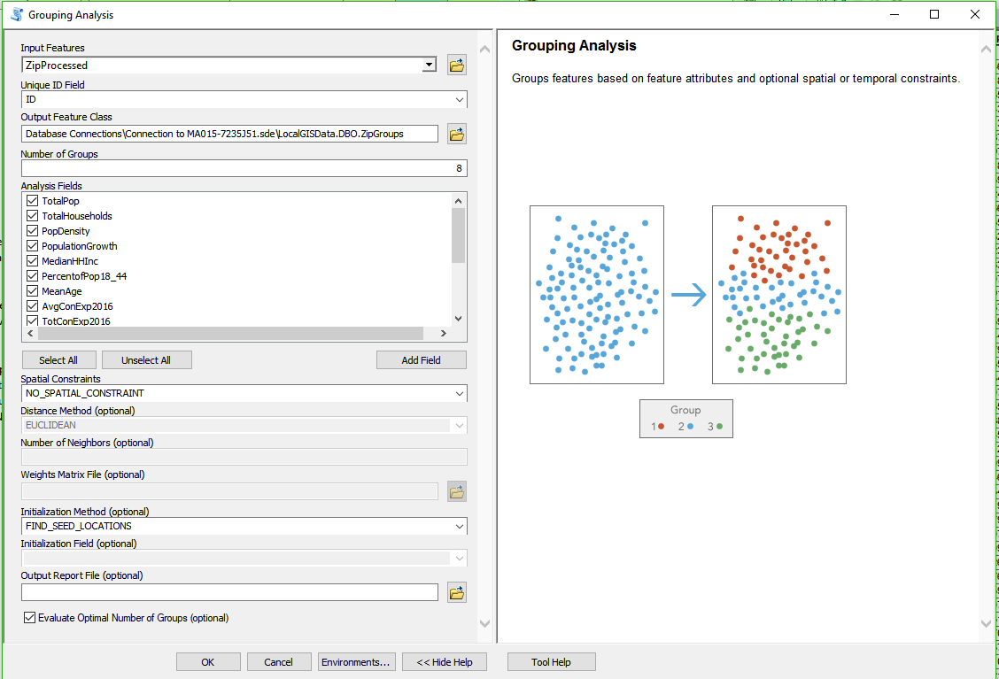 Grouping Analysis
Input Features
ZipProcessed
Unique ID Field
ID
Output Feature Class
Database Connections\Connection to MA015-7235J51.sde\LocalGISData.DBO.ZipGroups
Number of Groups
8
Analysis Fields
TotalPop
TotalHouseholds
PopDensity
PopulationGrowth
MedianHHInc
PercentofPop18_44
MeanAge
AvgConExp2016
TotConExp2016
Select All
Unselect All
Add Field
Spatial Constraints
NO_SPATIAL_CONSTRAINT
Distance Method (optional)
EUCLIDEAN
Number of Neighbors (optional)
Weights Matrix File (optional)
Initialization Method (optional)
FIND_SEED_LOCATIONS
Initialization Field (optional)
Output Report File (optional)
Evaluate Optimal Number of Groups (optional)
OK
Cancel
Environments...
<< Hide Help
Tool Help
Grouping Analysis
Groups features based on feature attributes and optional spatial or temporal constraints.
Group
1 2 3